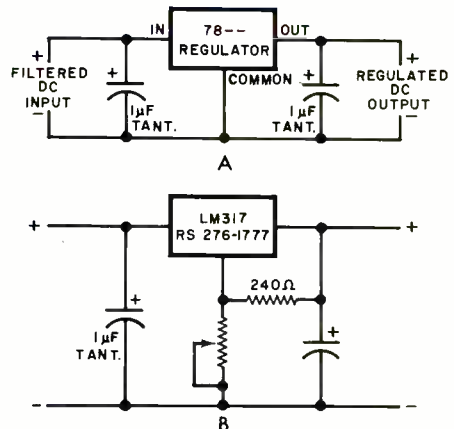 IN
78--
REGULATOR
OUT
COMMON
+
FILTERED
DC
INPUT
-
+
1µF
TANT.
+
1µF
TANT.
+
REGULATED
DC
OUTPUT
-
A
+
LM317
RS 276-1777
+
240Ω
+
1µF
TANT.
+
-
B
-